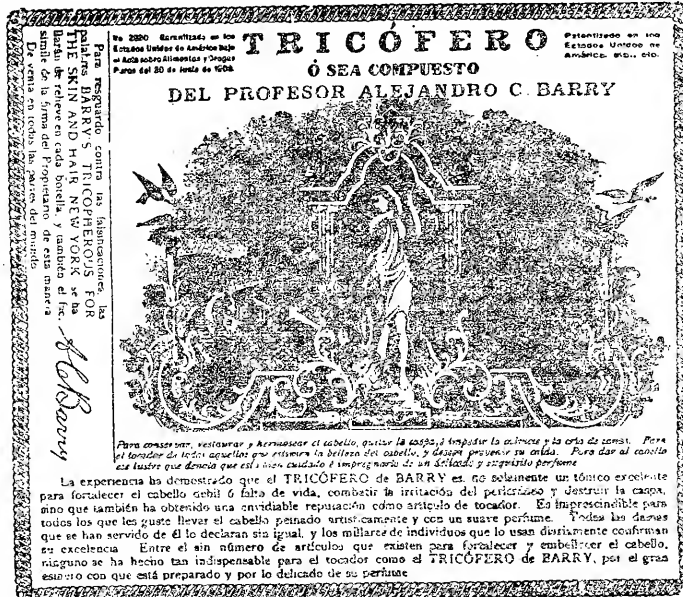 No 2320 Garantizado en los
Estados Unidos de América bajo
el Acta sobre Alimentos y Drogas
Puros del 30 de Junio de 1906.
TRICÓFERO
Patentizado en los
Estados Unidos de
América, etc.
Ó SEA COMPUESTO
DEL PROFESOR ALEJANDRO C. BARRY
Para resguardo contra las falsificaciones, las
palabras BARRY'S TRICOPHEROUS FOR
THE SKIN AND HAIR NEW YORK se ha
de relieve en cada botella, y también el fac
simile de la firma del Propietario de esta manera
De venta en todas las partes del mundo
A C Barry
Para conservar, restaurar y hermosear el cabello, quitar la caspa, é impedir la calvicie y la cria de canas. Para
el tocador de todos aquellos que estimen la belleza del cabello, y deseen prevenir su caida. Para dar al cabello
ese lustre que denota que está bien cuidado é impregnarlo de un delicado y exquisito perfume
La experiencia ha demostrado que el TRICÓFERO de BARRY es, no solamente un tónico excelente
para fortalecer el cabello debil ó falto de vida, combatir la irritación del pericráneo y destruir la caspa,
sino que también ha obtenido una envidiable reputación como artículo de tocador. Es imprescindible para
todos los que les guste llevar el cabello peinado artisticamente y con un suave perfume. Todas las damas
que se han servido de él lo declaran sin igual, y los millares de individuos que lo usan diariamente confirman
su excelencia Entre el sin número de artículos que existen para fortalecer y embellecer el cabello,
ninguno se ha hecho tan indispensable para el tocador como el TRICÓFERO de BARRY, por el gran
esmero con que está preparado y por lo delicado de su perfume